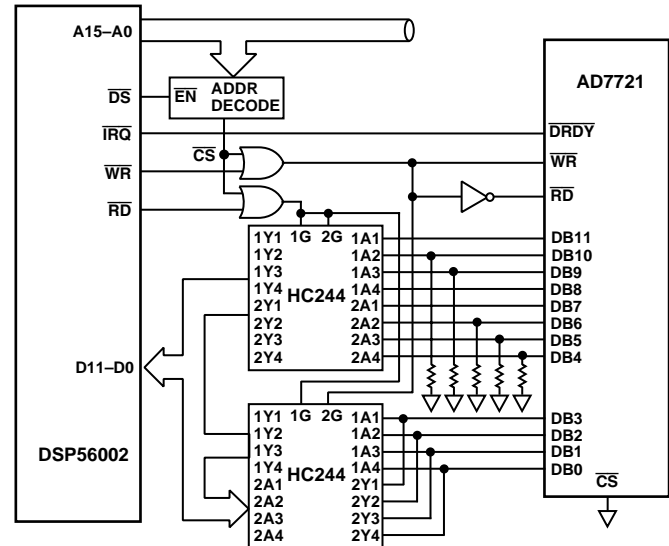 A15–A0
AD7721
DS
EN ADDR DECODE
IRQ
DRDY
CS
WR
WR
RD
RD
1G 2G
1Y1 1A1 DB11
1Y2 1A2 DB10
1Y3 1A3 DB9
1Y4 1A4 DB8
HC244
2Y1 2A1 DB7
2Y2 2A2 DB6
2Y3 2A3 DB5
2Y4 2A4 DB4
D11–D0
1G 2G
1Y1 1A1 DB3
1Y2 1A2 DB2
1Y3 1A3 DB1
1Y4 1A4 DB0
DSP56002
HC244
2A1 2Y1
2A2 2Y2
2A3 2Y3
2A4 2Y4
CS